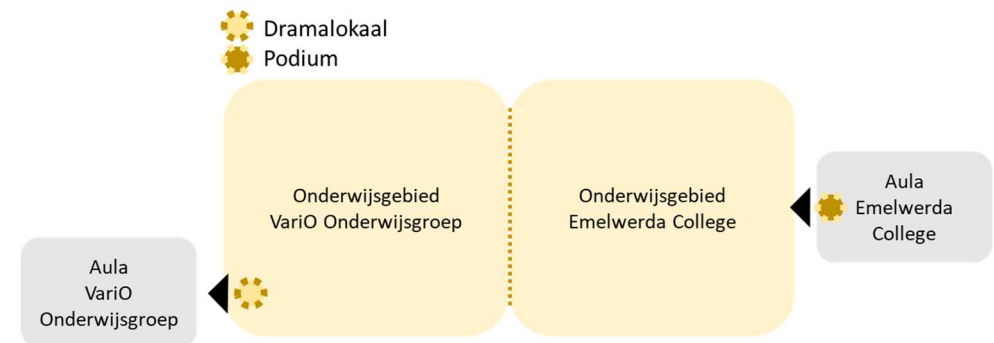 Dramalokaal
Podium
Onderwijsgebied
VariO Onderwijsgroep
Onderwijsgebied
Emelwerda College
Aula
Emelwerda
College
Aula
VariO
Onderwijsgroep